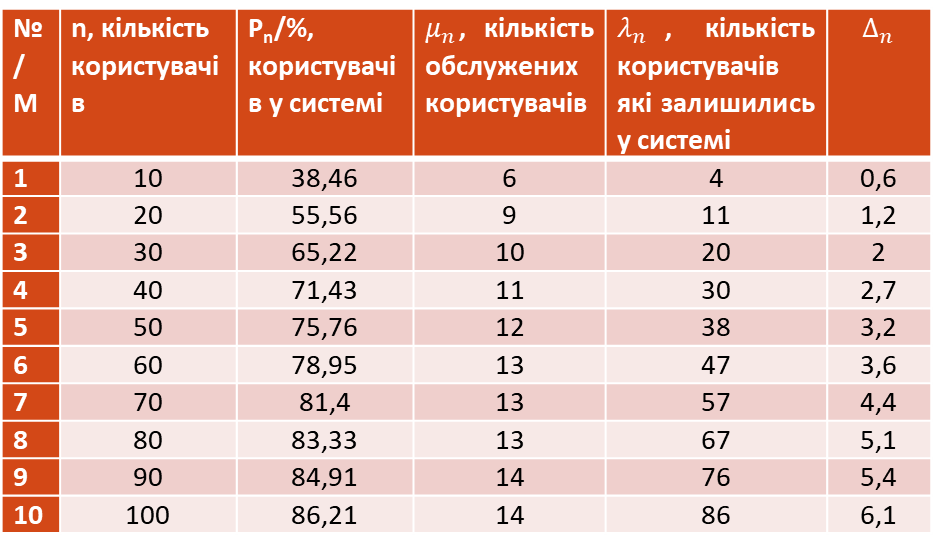 № / М | n, кількість користувачів | Pn/%, користувачів у системі | μn, кількість обслужених користувачів | λn , кількість користувачів які залишились у системі | Δn
1 | 10 | 38,46 | 6 | 4 | 0,6
2 | 20 | 55,56 | 9 | 11 | 1,2
3 | 30 | 65,22 | 10 | 20 | 2
4 | 40 | 71,43 | 11 | 30 | 2,7
5 | 50 | 75,76 | 12 | 38 | 3,2
6 | 60 | 78,95 | 13 | 47 | 3,6
7 | 70 | 81,4 | 13 | 57 | 4,4
8 | 80 | 83,33 | 13 | 67 | 5,1
9 | 90 | 84,91 | 14 | 76 | 5,4
10 | 100 | 86,21 | 14 | 86 | 6,1